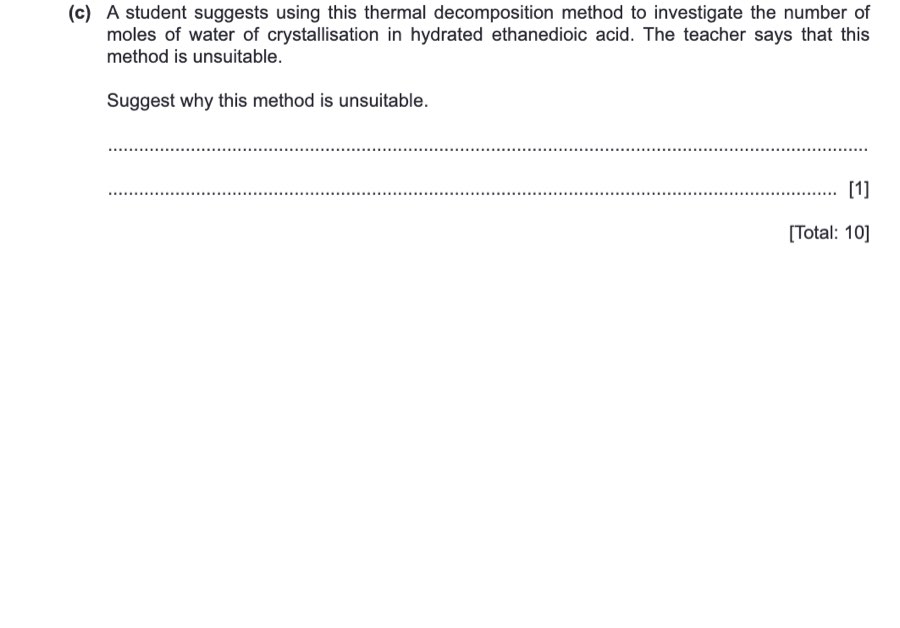 (c) A student suggests using this thermal decomposition method to investigate the number of
moles of water of crystallisation in hydrated ethanedioic acid. The teacher says that this
method is unsuitable.
Suggest why this method is unsuitable.
..........................................................................................................................................................
.................................................................................................................................................... [1]
[Total: 10]